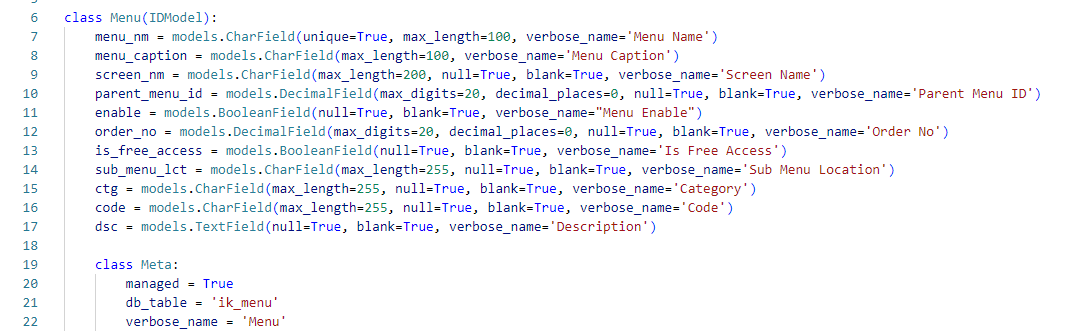 6 class Menu(IDModel):
7 menu_nm = models.CharField(unique=True, max_length=100, verbose_name='Menu Name')
8 menu_caption = models.CharField(max_length=100, verbose_name='Menu Caption')
9 screen_nm = models.CharField(max_length=200, null=True, blank=True, verbose_name='Screen Name')
10 parent_menu_id = models.DecimalField(max_digits=20, decimal_places=0, null=True, blank=True, verbose_name='Parent Menu ID')
11 enable = models.BooleanField(null=True, blank=True, verbose_name="Menu Enable")
12 order_no = models.DecimalField(max_digits=20, decimal_places=0, null=True, blank=True, verbose_name='Order No')
13 is_free_access = models.BooleanField(null=True, blank=True, verbose_name='Is Free Access')
14 sub_menu_lct = models.CharField(max_length=255, null=True, blank=True, verbose_name='Sub Menu Location')
15 ctg = models.CharField(max_length=255, null=True, blank=True, verbose_name='Category')
16 code = models.CharField(max_length=255, null=True, blank=True, verbose_name='Code')
17 dsc = models.TextField(null=True, blank=True, verbose_name='Description')
18
19 class Meta:
20 managed = True
21 db_table = 'ik_menu'
22 verbose_name = 'Menu'